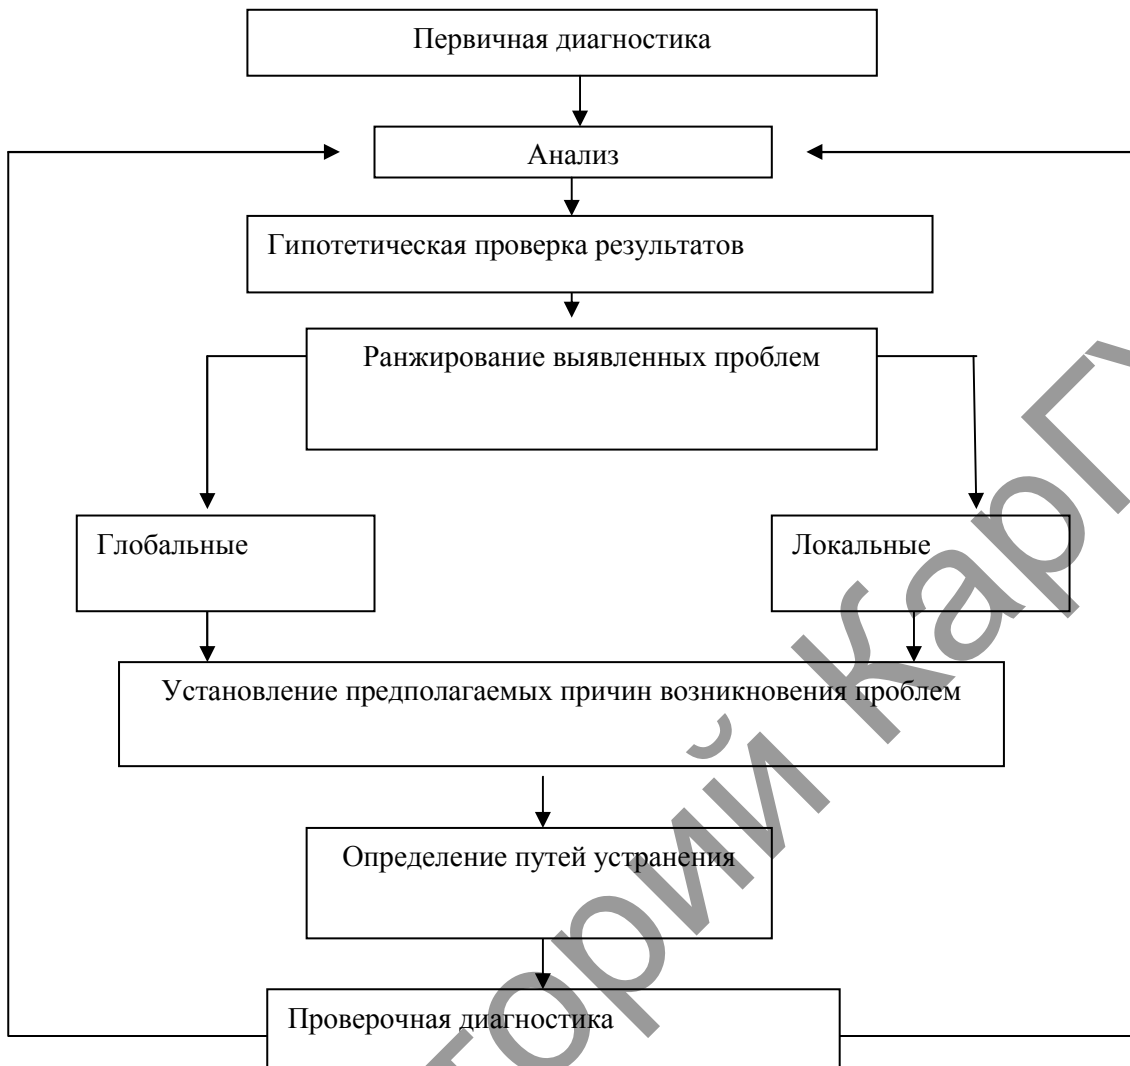 Первичная диагностика
Анализ
Гипотетическая проверка результатов
Ранжирование выявленных проблем
Глобальные
Локальные
Установление предполагаемых причин возникновения проблем
Определение путей устранения
Проверочная диагностика